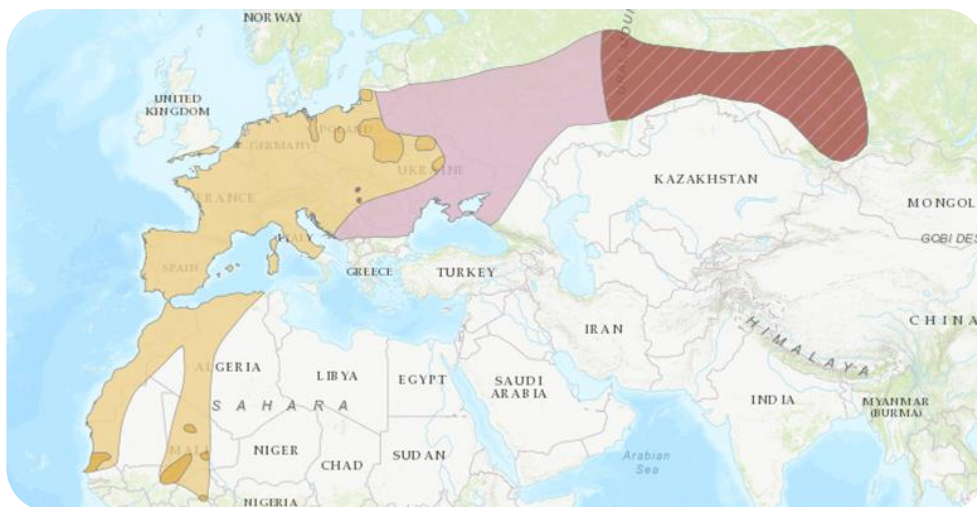 NORWAY
UNITED
KINGDOM
POLAND
GERMANY
UKRAINE
FRANCE
KAZAKHSTAN
MONGOL
GOBI DES
ITALY
SPAIN
GREECE
TURKEY
CHINA
IRAN
HIMALAYA
ALGERIA
LIBYA
EGYPT
SAUDI
ARABIA
SAHARA
INDIA
MYANMAR
(BURMA)
MALI
NIGER
CHAD
SUDAN
Arabian
Sea
NIGERIA